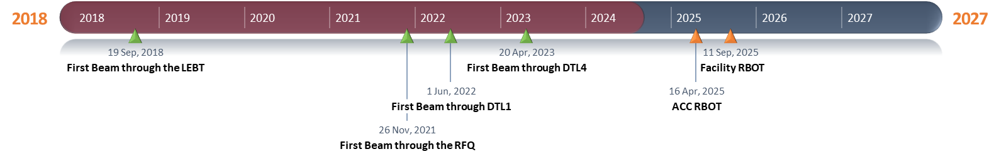 2018
2018 2019 2020 2021 2022 2023 2024 2025 2026 2027
2027
19 Sep, 2018
First Beam through the LEBT
20 Apr, 2023
First Beam through DTL4
11 Sep, 2025
Facility RBOT
1 Jun, 2022
First Beam through DTL1
16 Apr, 2025
ACC RBOT
26 Nov, 2021
First Beam through the RFQ